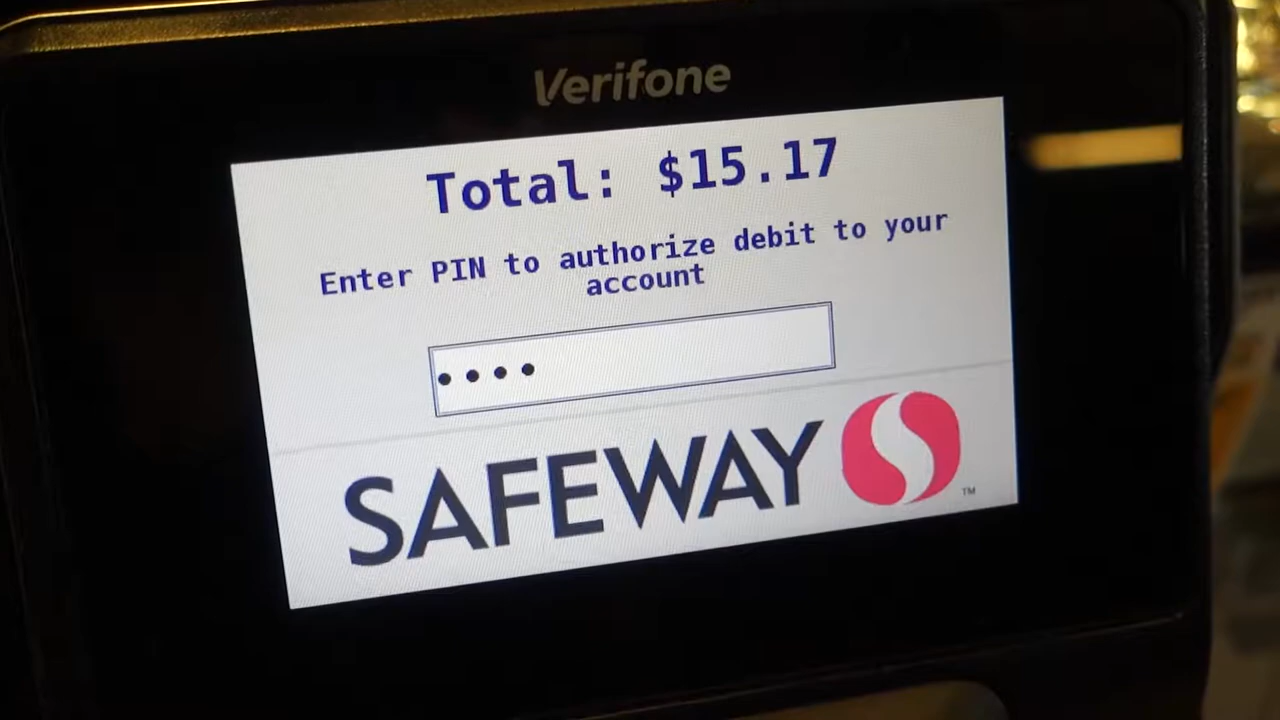 Verifone
Total: $15.17
Enter PIN to authorize debit to your
account
••••
SAFEWAY
TM